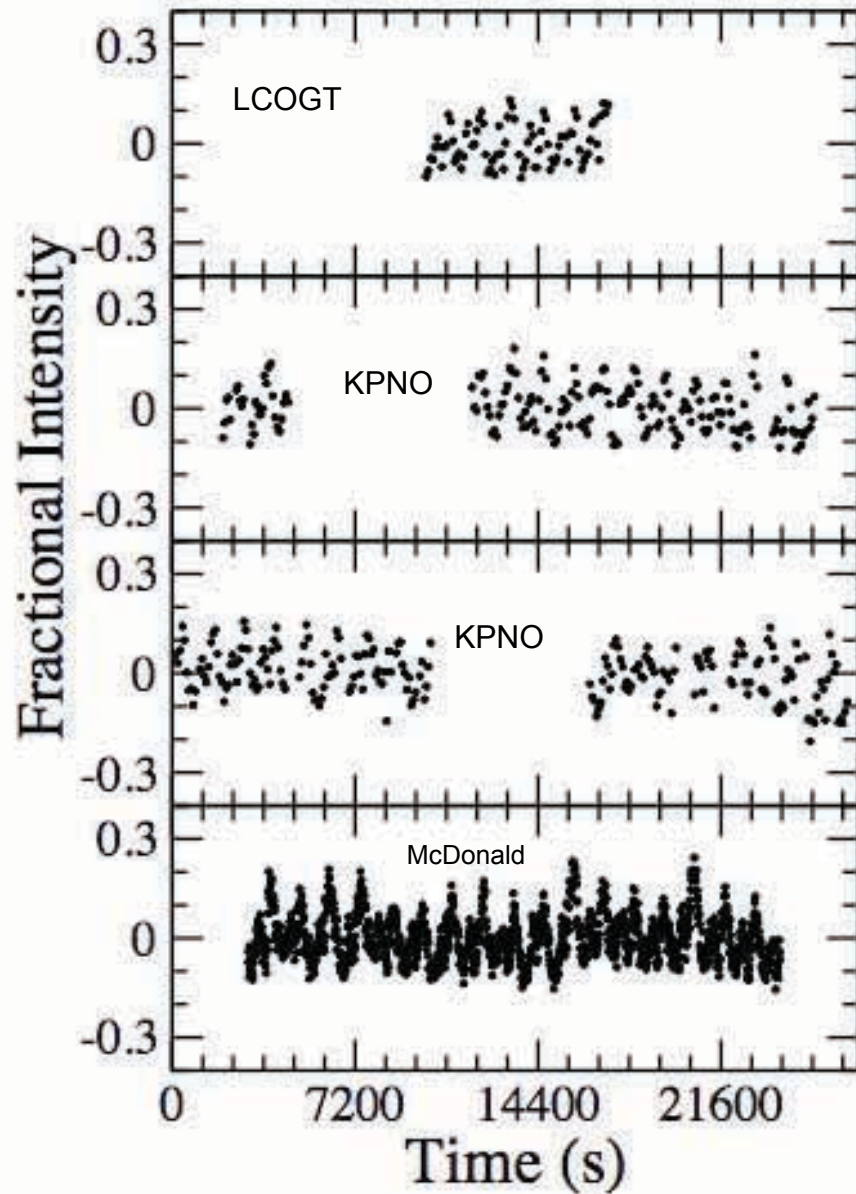 0.3
LCOGT
0
-0.3
0.3
KPNO
0
-0.3
0.3
KPNO
0
-0.3
0.3
McDonald
0
-0.3
0 7200 14400 21600
Time (s)
Fractional Intensity